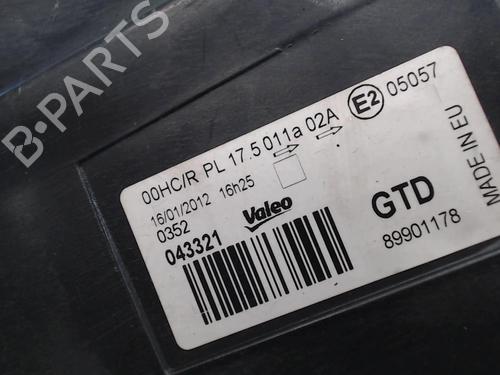 B-PARTS
00HC/R PL 17.5 011a 02A E2 05057
16/01/2012 16h25
0352
043321
Valeo
GTD
89901178
MADE IN EU